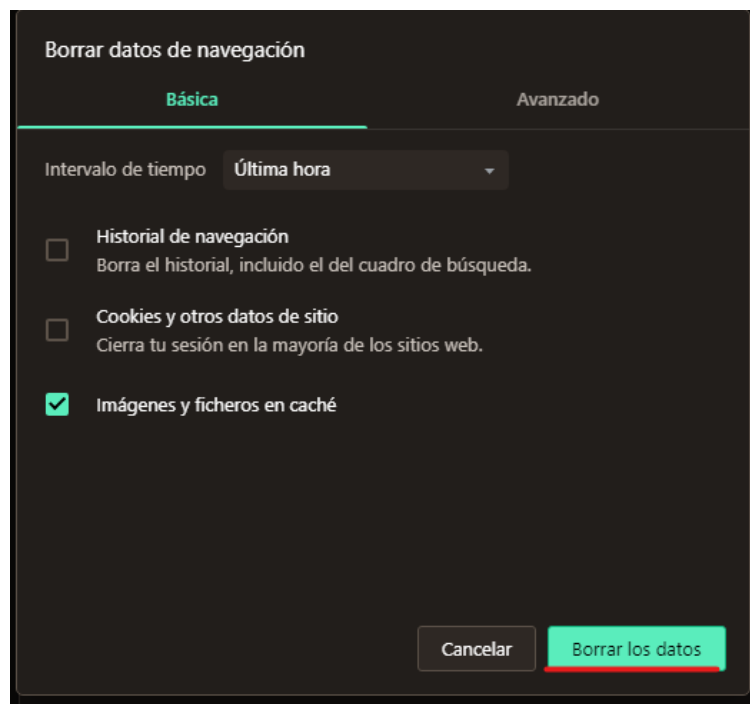 Borrar datos de navegación
Básica
Avanzado
Intervalo de tiempo
Última hora
Historial de navegación
Borra el historial, incluido el del cuadro de búsqueda.
Cookies y otros datos de sitio
Cierra tu sesión en la mayoría de los sitios web.
Imágenes y ficheros en caché
Cancelar
Borrar los datos